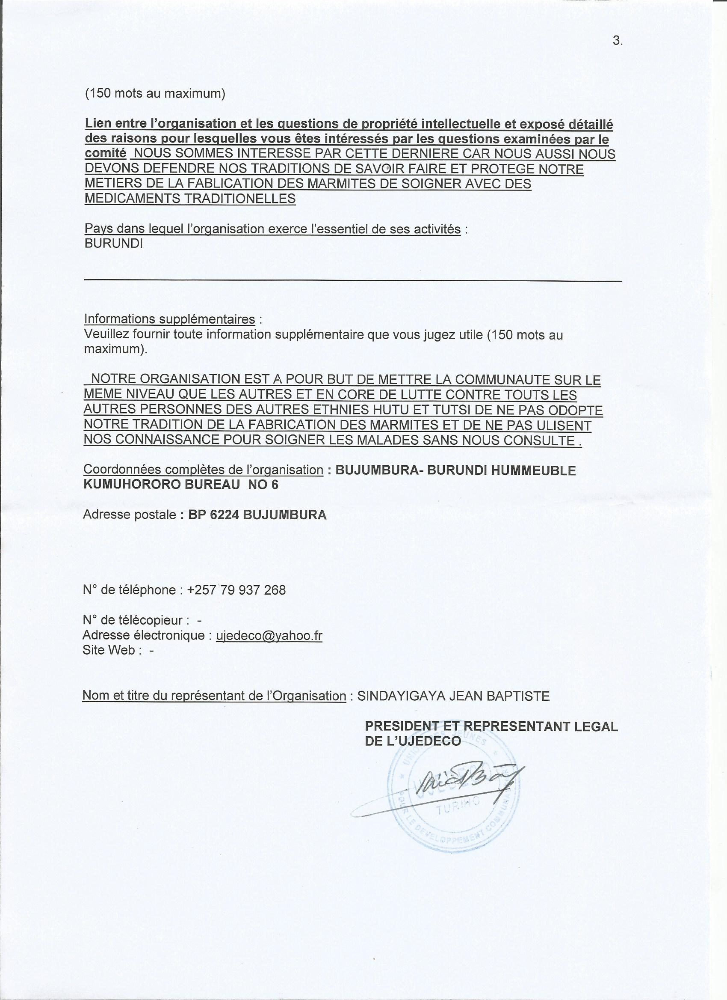 3.
(150 mots au maximum)
Lien entre l'organisation et les questions de propriété intellectuelle et exposé détaillé
des raisons pour lesquelles vous êtes intéressés par les questions examinées par le
comité NOUS SOMMES INTERESSE PAR CETTE DERNIERE CAR NOUS AUSSI NOUS
DEVONS DEFENDRE NOS TRADITIONS DE SAVOIR FAIRE ET PROTEGE NOTRE
METIERS DE LA FABLICATION DES MARMITES DE SOIGNER AVEC DES
MEDICAMENTS TRADITIONELLES
Pays dans lequel l'organisation exerce l'essentiel de ses activités :
BURUNDI
Informations supplémentaires :
Veuillez fournir toute information supplémentaire que vous jugez utile (150 mots au
maximum).
NOTRE ORGANISATION EST A POUR BUT DE METTRE LA COMMUNAUTE SUR LE
MEME NIVEAU QUE LES AUTRES ET EN CORE DE LUTTE CONTRE TOUTS LES
AUTRES PERSONNES DES AUTRES ETHNIES HUTU ET TUTSI DE NE PAS ODOPTE
NOTRE TRADITION DE LA FABRICATION DES MARMITES ET DE NE PAS ULISENT
NOS CONNAISSANCE POUR SOIGNER LES MALADES SANS NOUS CONSULTE .
Coordonnées complètes de l'organisation : BUJUMBURA- BURUNDI HUMMEUBLE
KUMUHORORO BUREAU NO 6
Adresse postale : BP 6224 BUJUMBURA
N° de téléphone : +257 79 937 268
N° de télécopieur : -
Adresse électronique : ujedeco@yahoo.fr
Site Web : -
Nom et titre du représentant de l'Organisation : SINDAYIGAYA JEAN BAPTISTE
PRESIDENT ET REPRESENTANT LEGAL
DE L'UJEDECO
UNION DES JEUNES
UJEDECO
TURIHO
POUR LE DEVELOPPEMENT